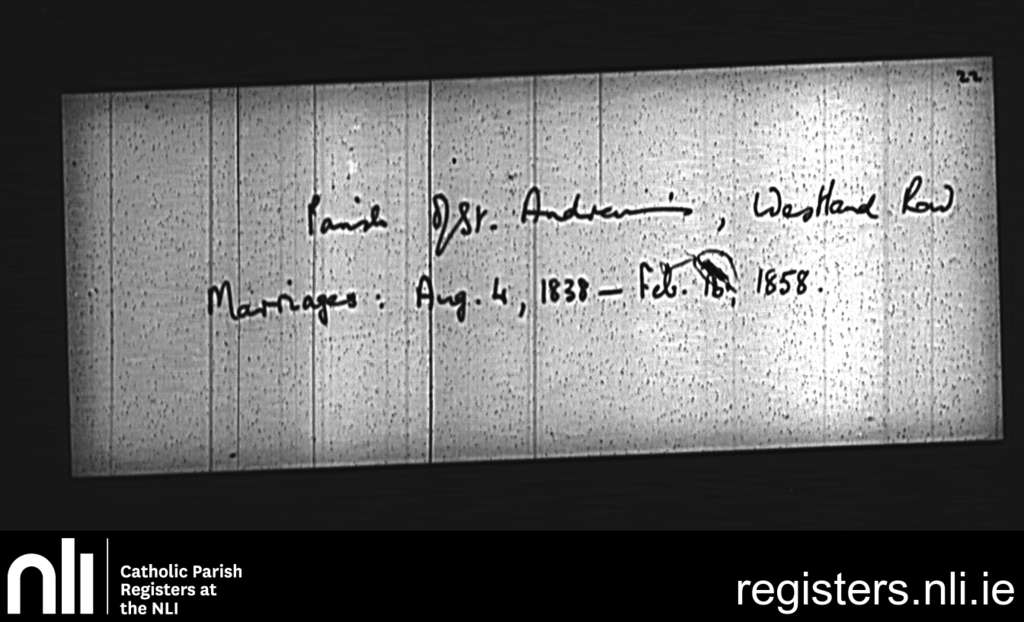 22
Parish of St. Andrew's, Westland Row
Marriages: Aug. 4, 1838 – Feb. 1858.
nli
Catholic Parish
Registers at
the NLI
registers.nli.ie